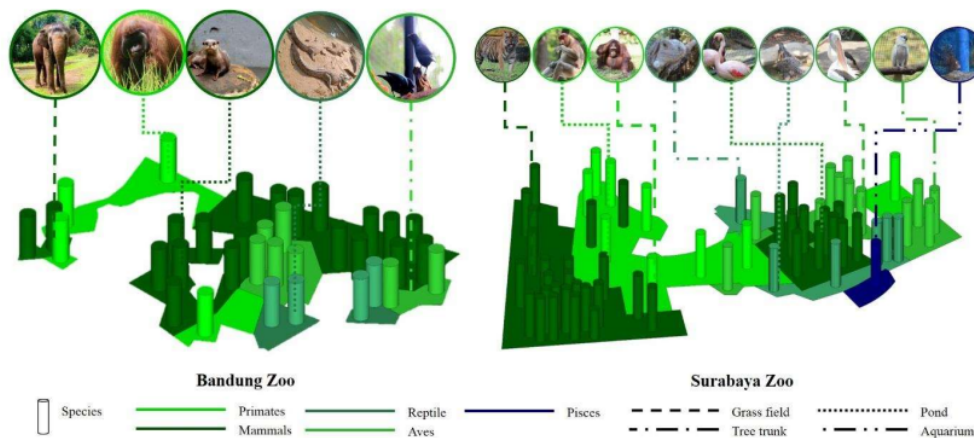 Bandung Zoo
Surabaya Zoo
Species
Primates
Reptile
Pisces
Grass field
Pond
Mammals
Aves
Tree trunk
Aquarium